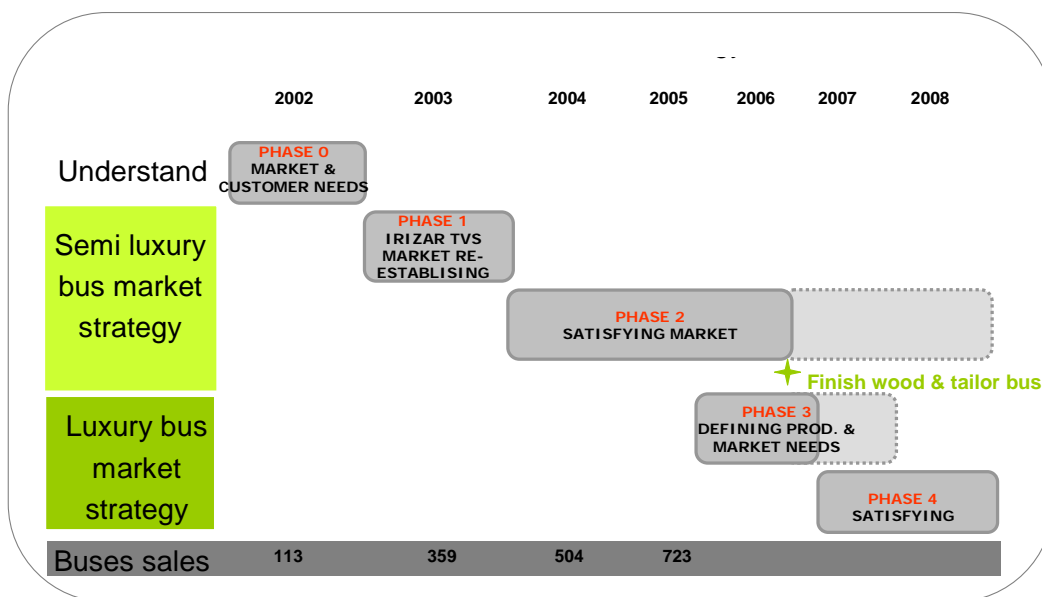 2002 2003 2004 2005 2006 2007 2008
Understand
PHASE 0
MARKET &
CUSTOMER NEEDS
Semi luxury
bus market
strategy
PHASE 1
IRIZAR TVS
MARKET RE-
ESTABLISING
PHASE 2
SATISFYING MARKET
Finish wood & tailor bus
Luxury bus
market
strategy
PHASE 3
DEFINING PROD. &
MARKET NEEDS
PHASE 4
SATISFYING
Buses sales 113 359 504 723